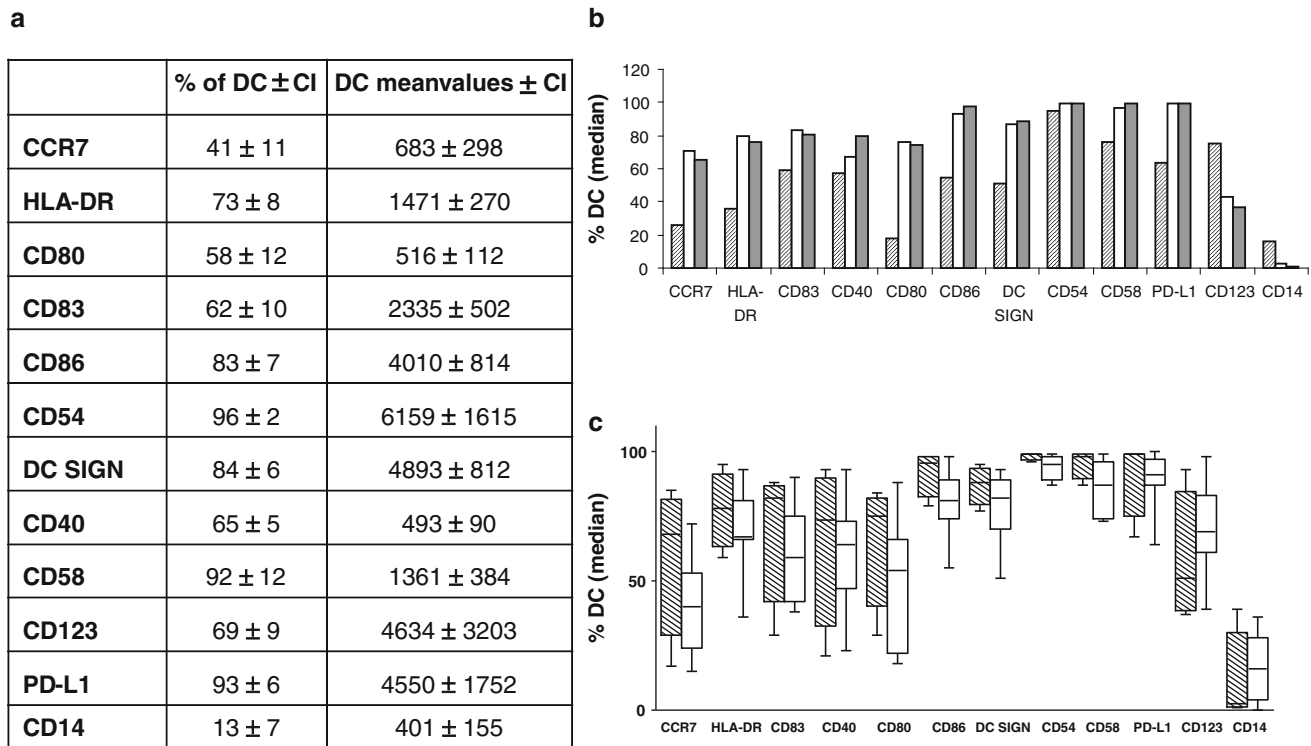 a
% of DC ± CI DC meanvalues ± CI
CCR7 41 ± 11 683 ± 298
HLA-DR 73 ± 8 1471 ± 270
CD80 58 ± 12 516 ± 112
CD83 62 ± 10 2335 ± 502
CD86 83 ± 7 4010 ± 814
CD54 96 ± 2 6159 ± 1615
DC SIGN 84 ± 6 4893 ± 812
CD40 65 ± 5 493 ± 90
CD58 92 ± 12 1361 ± 384
CD123 69 ± 9 4634 ± 3203
PD-L1 93 ± 6 4550 ± 1752
CD14 13 ± 7 401 ± 155
b
% DC (median)
120
100
80
60
40
20
0
CCR7 HLA-DR CD83 CD40 CD80 CD86 DC SIGN CD54 CD58 PD-L1 CD123 CD14
c
% DC (median)
100
50
0
CCR7 HLA-DR CD83 CD40 CD80 CD86 DC SIGN CD54 CD58 PD-L1 CD123 CD14